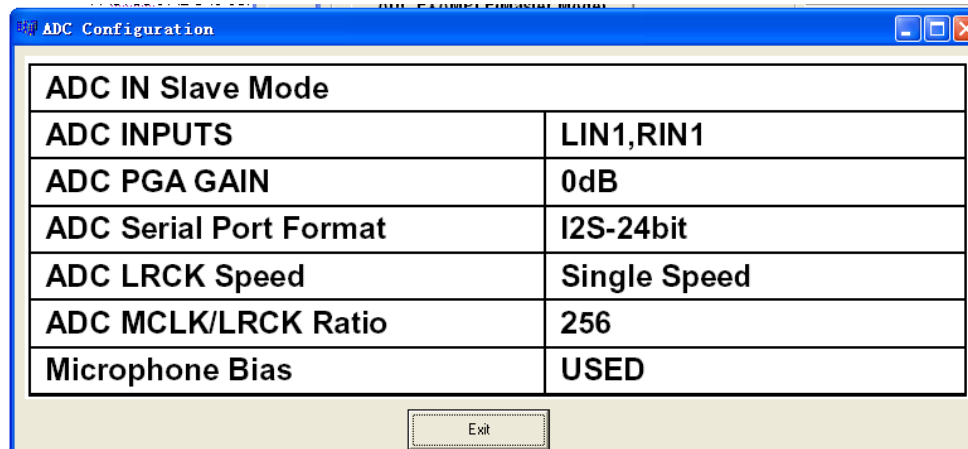 ADC Configuration
ADC IN Slave Mode
ADC INPUTS LIN1,RIN1
ADC PGA GAIN 0dB
ADC Serial Port Format I2S-24bit
ADC LRCK Speed Single Speed
ADC MCLK/LRCK Ratio 256
Microphone Bias USED
Exit